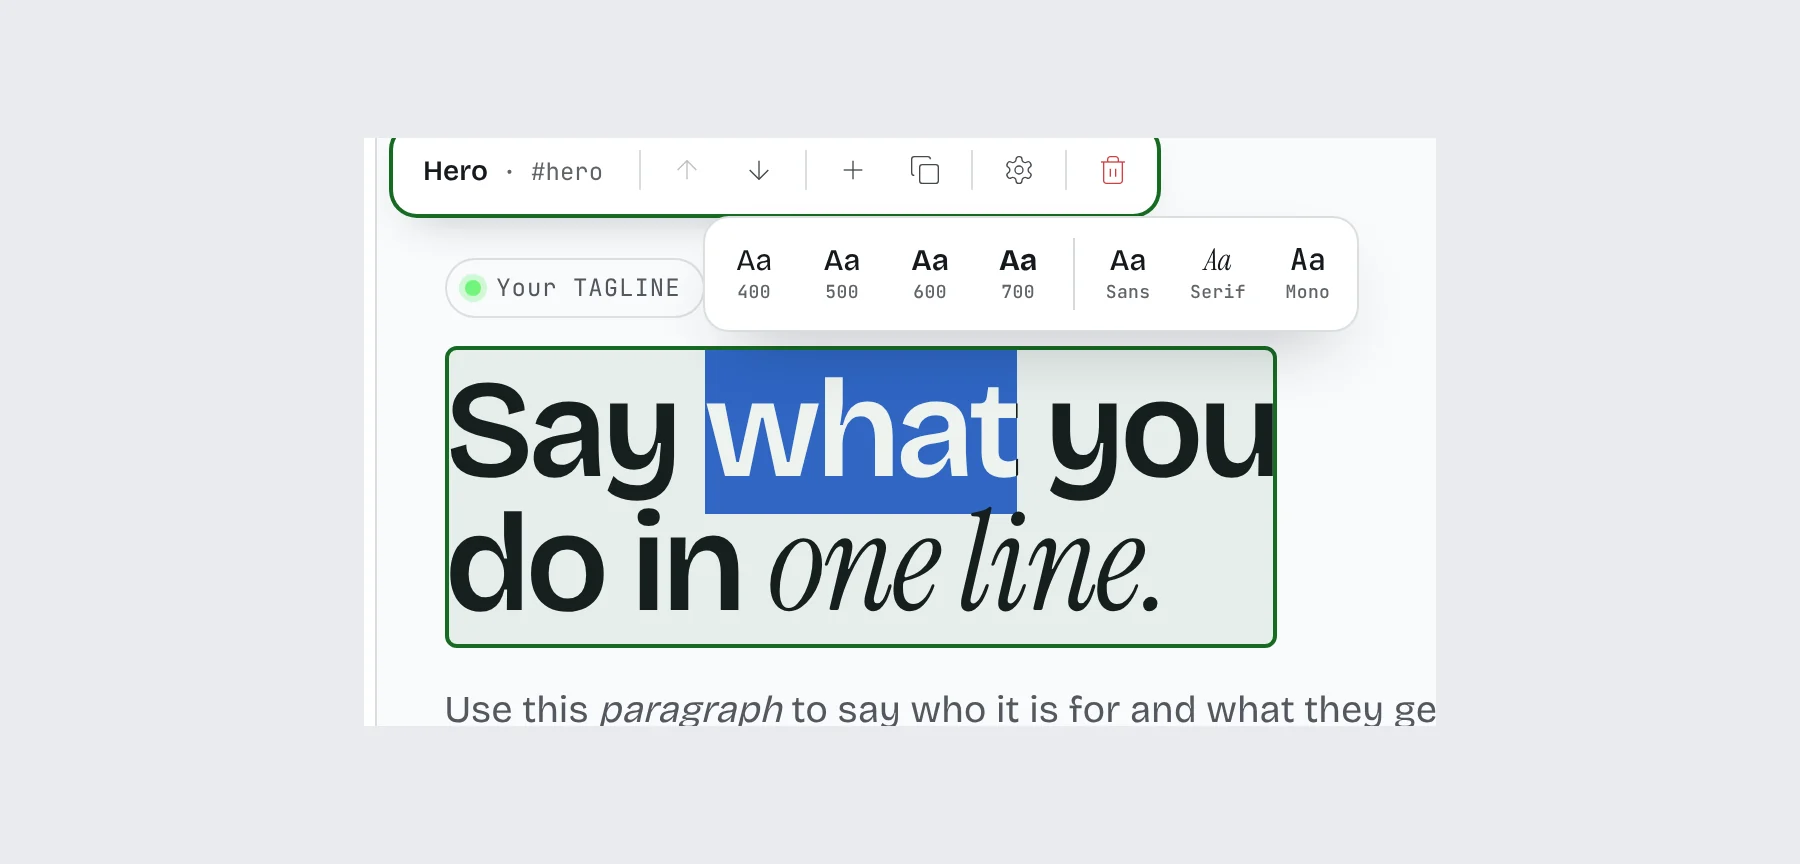 Hero · #hero
Aa Aa Aa Aa Aa Aa Aa
400 500 600 700 Sans Serif Mono
Your TAGLINE
Say what you
do in one line.
Use this paragraph to say who it is for and what they ge